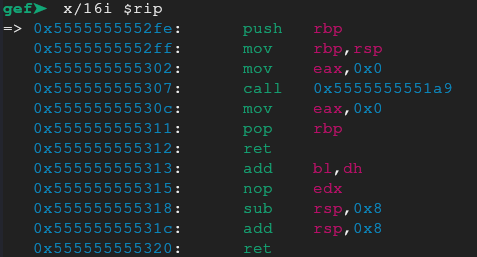 gef➤  x/16i $rip
=> 0x5555555552fe:	push   rbp
   0x5555555552ff:	mov    rbp,rsp
   0x555555555302:	mov    eax,0x0
   0x555555555307:	call   0x5555555551a9
   0x55555555530c:	mov    eax,0x0
   0x555555555311:	pop    rbp
   0x555555555312:	ret
   0x555555555313:	add    bl,dh
   0x555555555315:	nop    edx
   0x555555555318:	sub    rsp,0x8
   0x55555555531c:	add    rsp,0x8
   0x555555555320:	ret